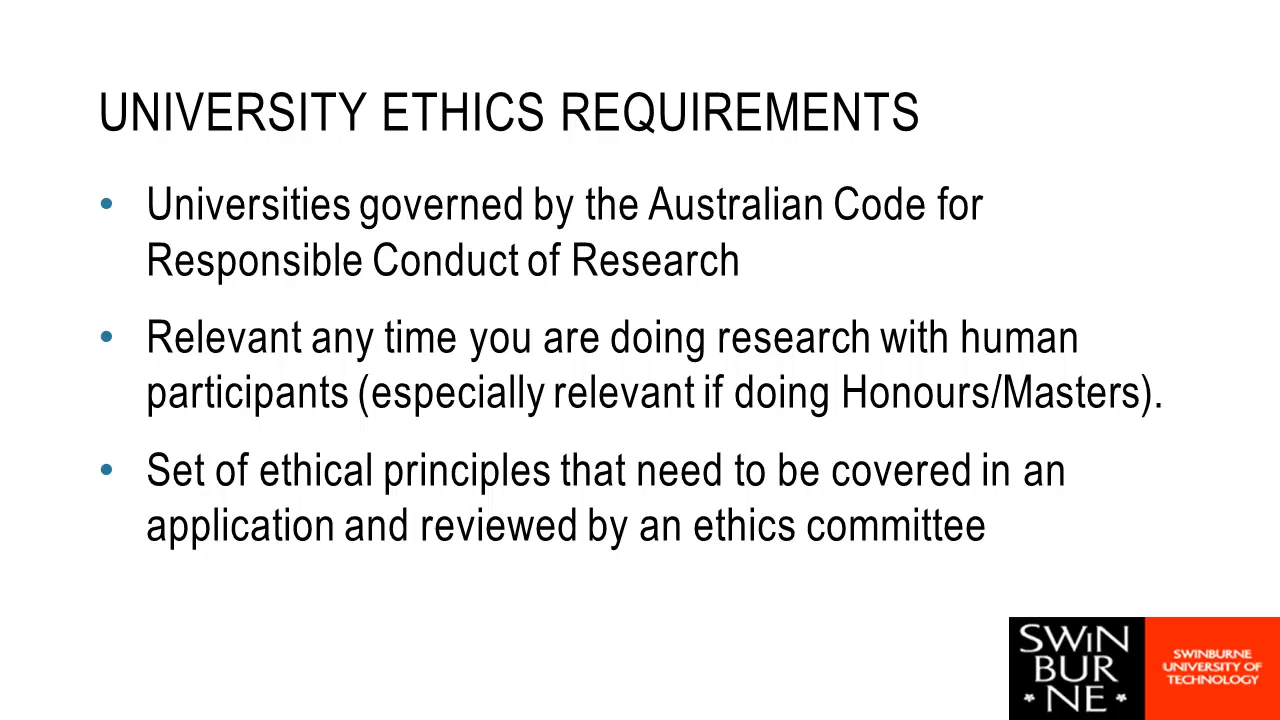 UNIVERSITY ETHICS REQUIREMENTS
• Universities governed by the Australian Code for
Responsible Conduct of Research
• Relevant any time you are doing research with human
participants (especially relevant if doing Honours/Masters).
• Set of ethical principles that need to be covered in an
application and reviewed by an ethics committee
SWiN
BUR
* NE *
SWINBURNE
UNIVERSITY OF
TECHNOLOGY